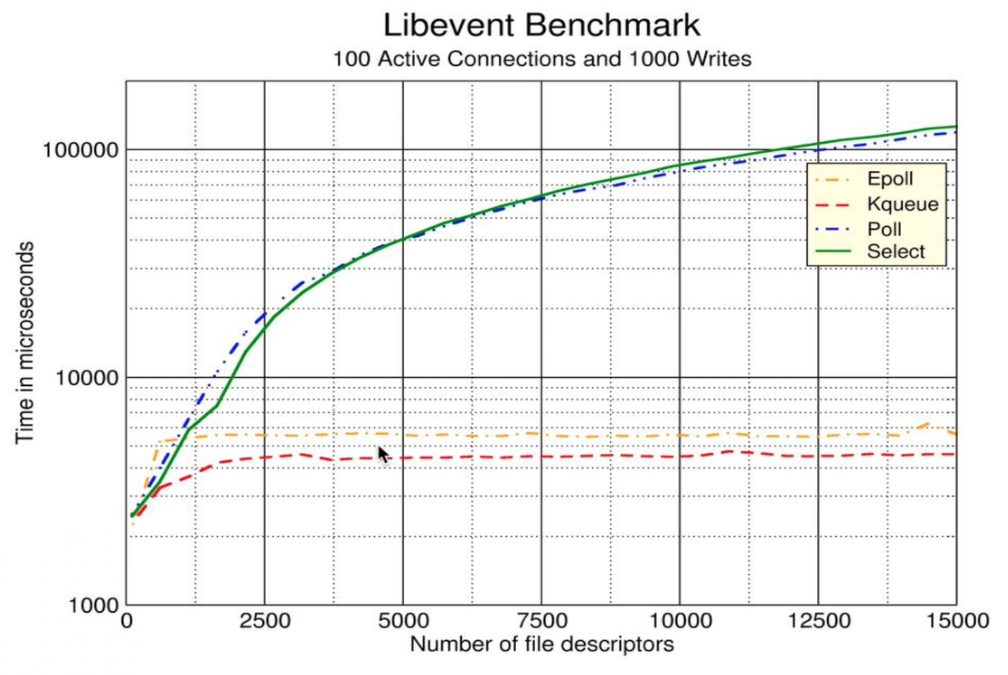 Libevent Benchmark
100 Active Connections and 1000 Writes
Time in microseconds
100000
10000
1000
Epoll
Kqueue
Poll
Select
0 2500 5000 7500 10000 12500 15000
Number of file descriptors